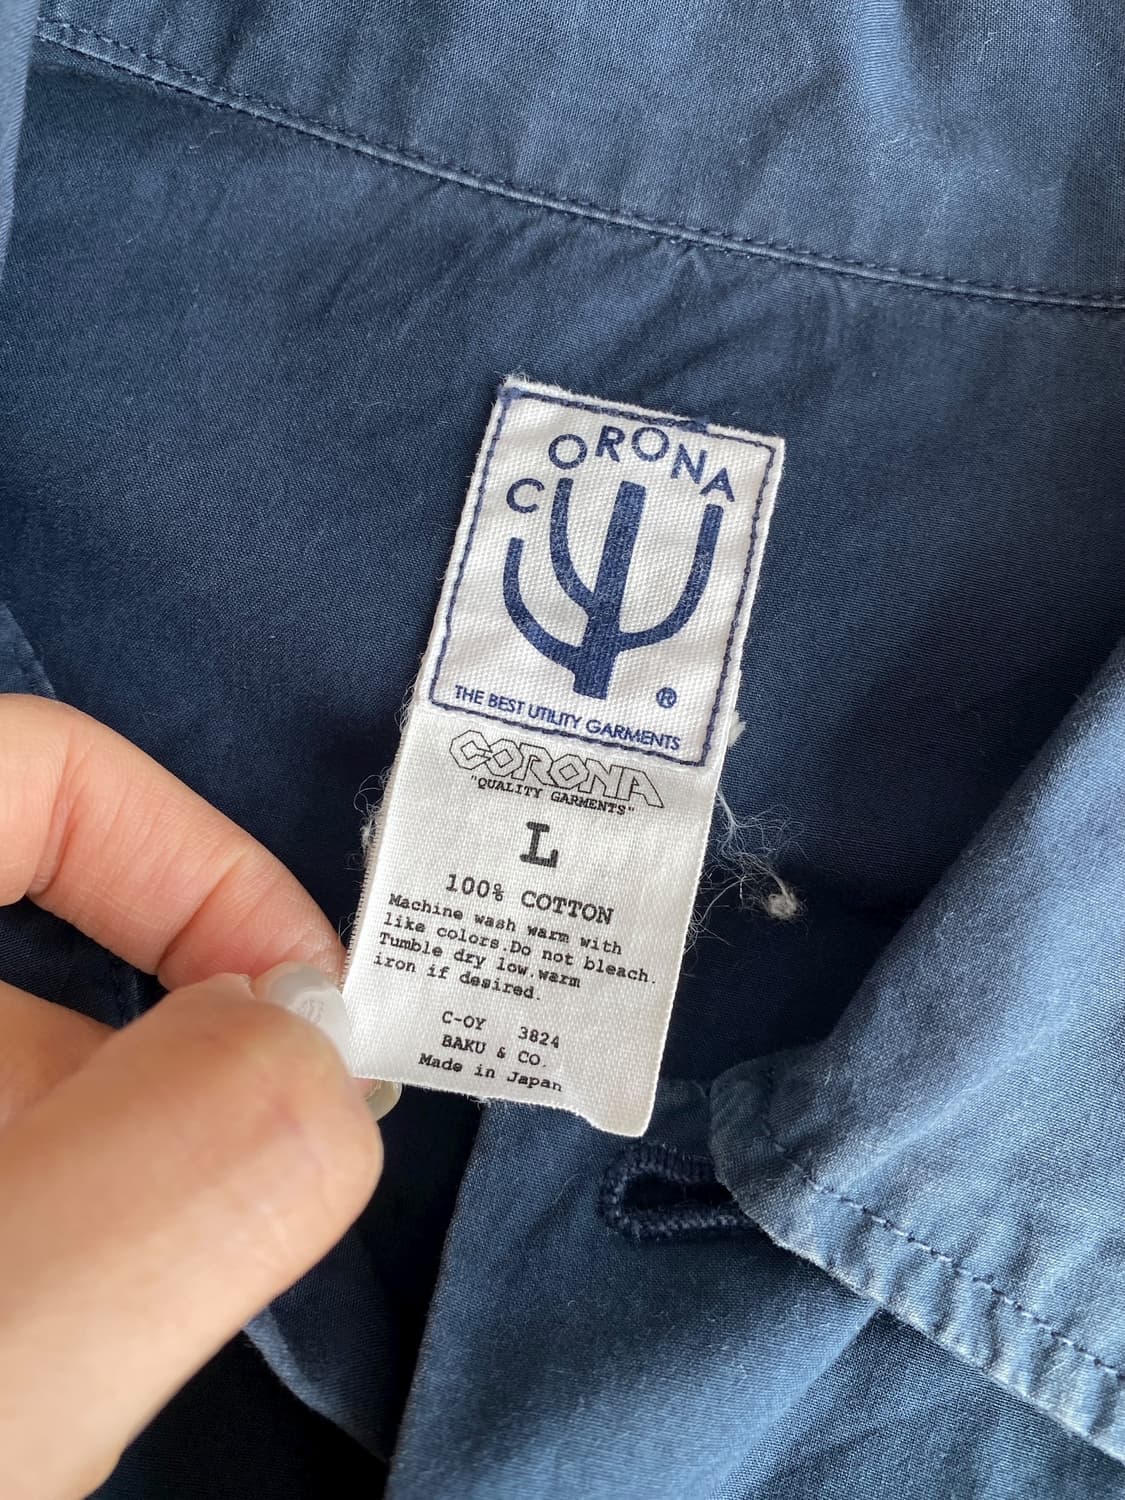 CORONA
®
THE BEST UTILITY GARMENTS
CORONA
"QUALITY GARMENTS"
L
100% COTTON
Machine wash warm with
like colors.Do not bleach.
Tumble dry low.warm
iron if desired.
C-OY 3824
BAKU & CO.
Made in Japan